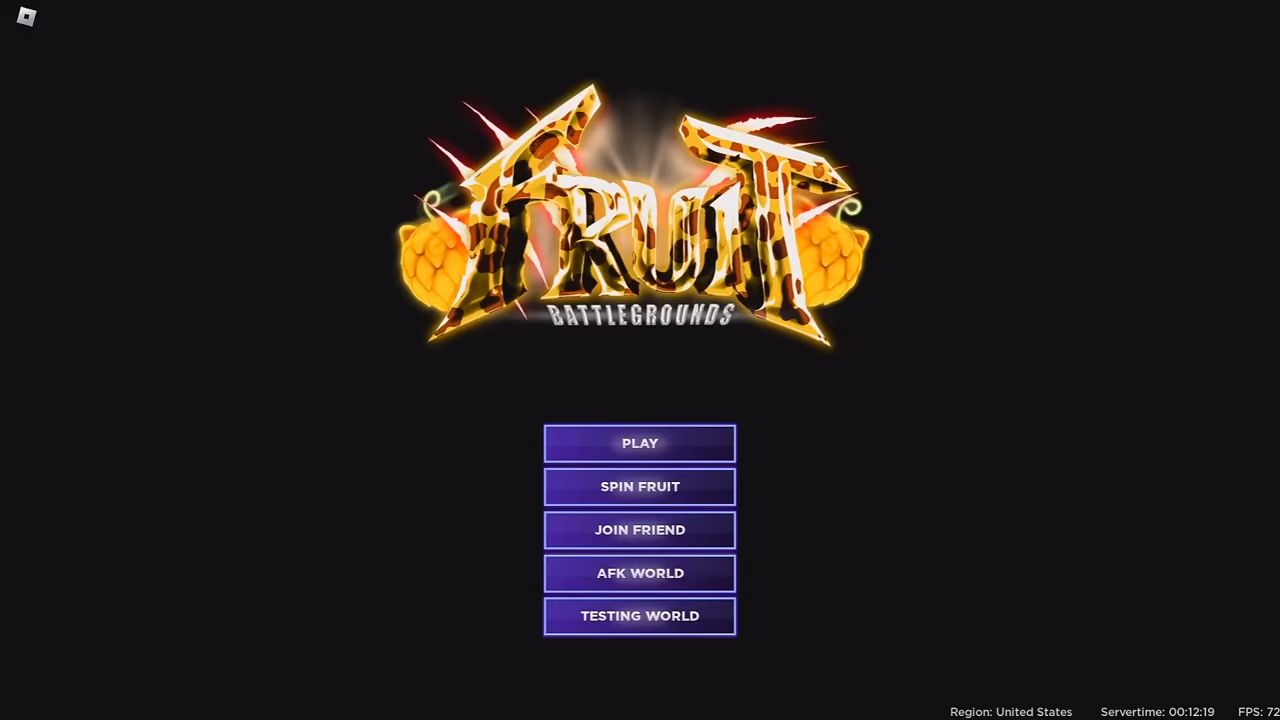 FRUIT
BATTLEGROUNDS
PLAY
SPIN FRUIT
JOIN FRIEND
AFK WORLD
TESTING WORLD
Region: United States Servertime: 00:12:19 FPS: 72